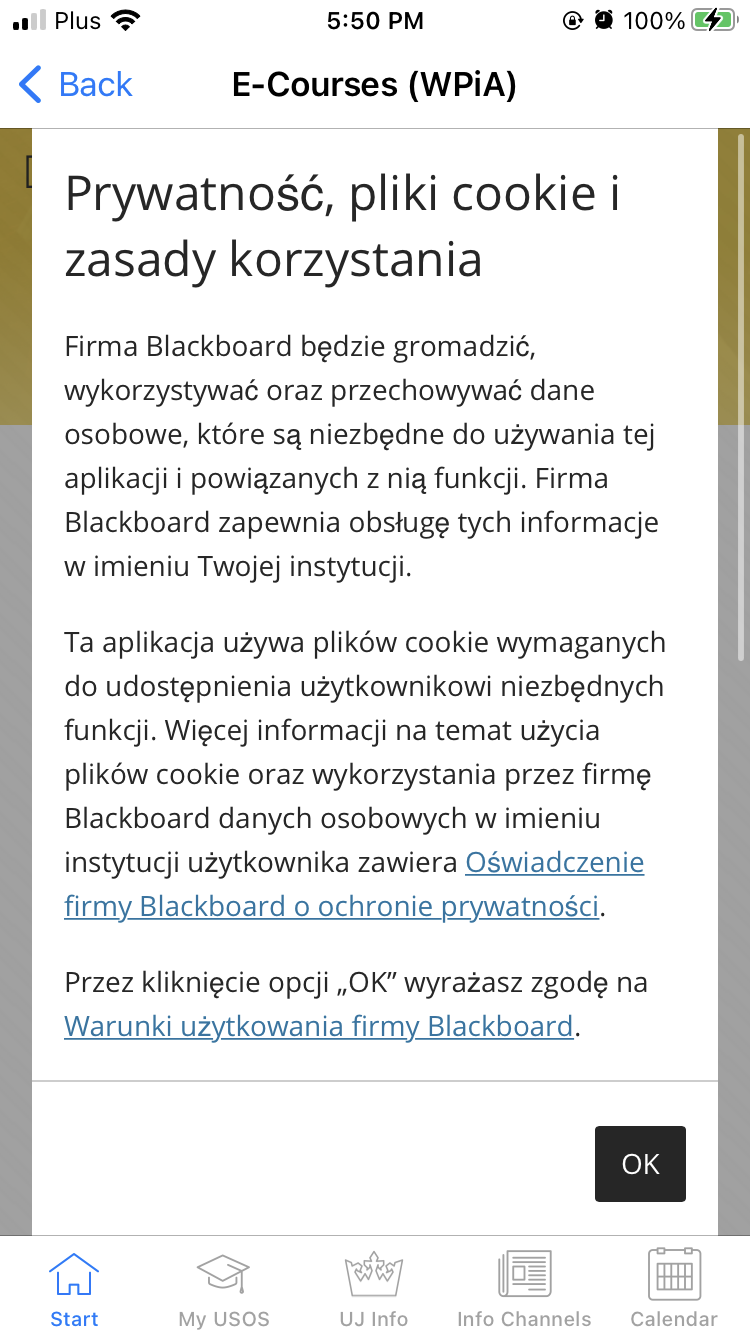 Plus 5:50 PM 100%
Back E-Courses (WPiA)
Prywatność, pliki cookie i
zasady korzystania
Firma Blackboard będzie gromadzić,
wykorzystywać oraz przechowywać dane
osobowe, które są niezbędne do używania tej
aplikacji i powiązanych z nią funkcji. Firma
Blackboard zapewnia obsługę tych informacje
w imieniu Twojej instytucji.
Ta aplikacja używa plików cookie wymaganych
do udostępnienia użytkownikowi niezbędnych
funkcji. Więcej informacji na temat użycia
plików cookie oraz wykorzystania przez firmę
Blackboard danych osobowych w imieniu
instytucji użytkownika zawiera Oświadczenie
firmy Blackboard o ochronie prywatności.
Przez kliknięcie opcji „OK” wyrażasz zgodę na
Warunki użytkowania firmy Blackboard.
OK
Start My USOS UJ Info Info Channels Calendar